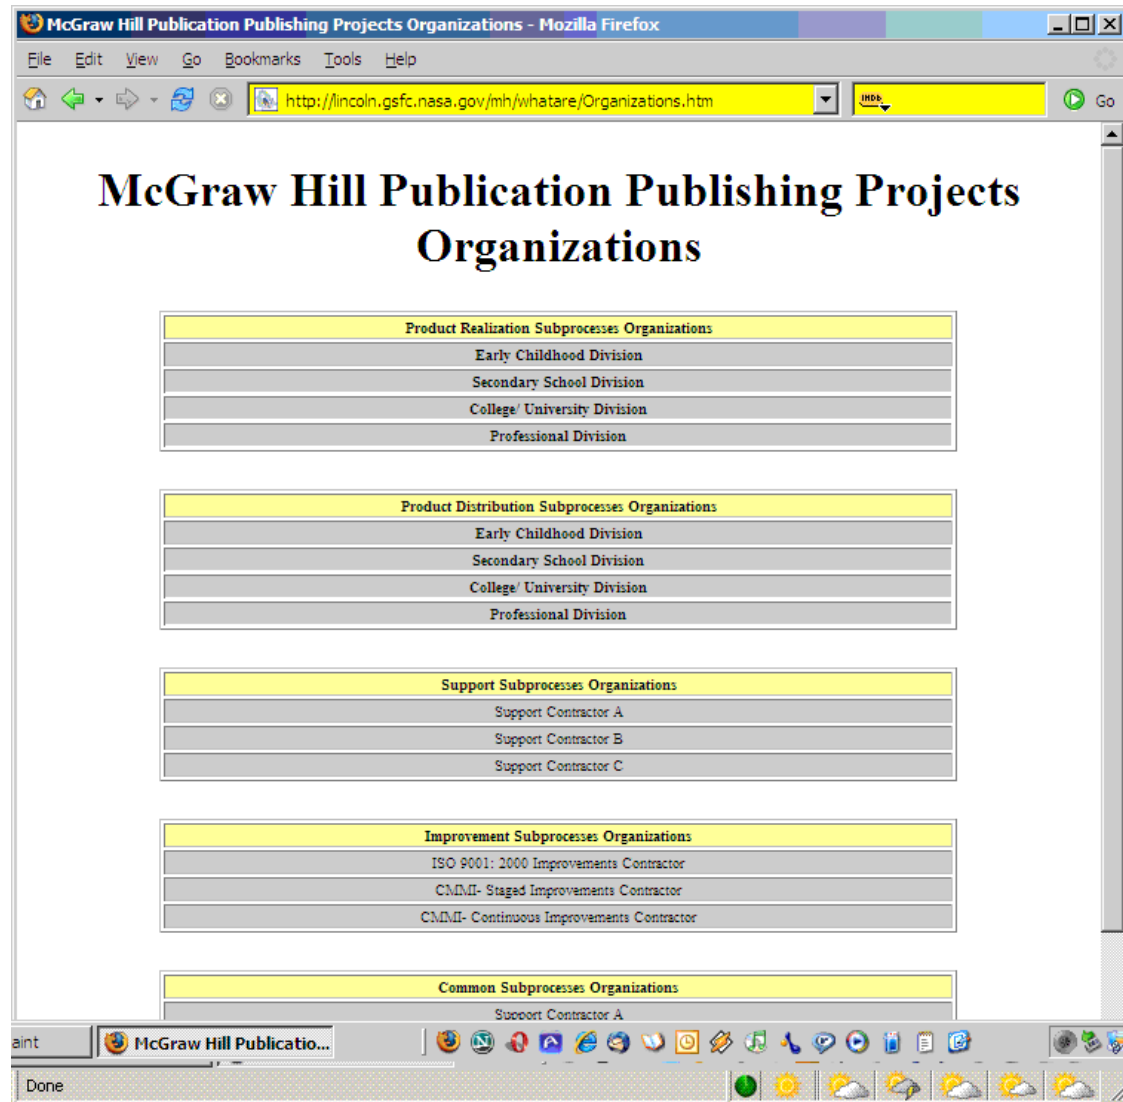 McGraw Hill Publication Publishing Projects Organizations - Mozilla Firefox
File Edit View Go Bookmarks Tools Help
http://lincoln.gsfc.nasa.gov/mh/whatare/Organizations.htm IMDb Go
McGraw Hill Publication Publishing Projects
Organizations
Product Realization Subprocesses Organizations
Early Childhood Division
Secondary School Division
College/ University Division
Professional Division
Product Distribution Subprocesses Organizations
Early Childhood Division
Secondary School Division
College/ University Division
Professional Division
Support Subprocesses Organizations
Support Contractor A
Support Contractor B
Support Contractor C
Improvement Subprocesses Organizations
ISO 9001: 2000 Improvements Contractor
CMMI- Staged Improvements Contractor
CMMI- Continuous Improvements Contractor
Common Subprocesses Organizations
Support Contractor A
aint McGraw Hill Publicatio...
Done